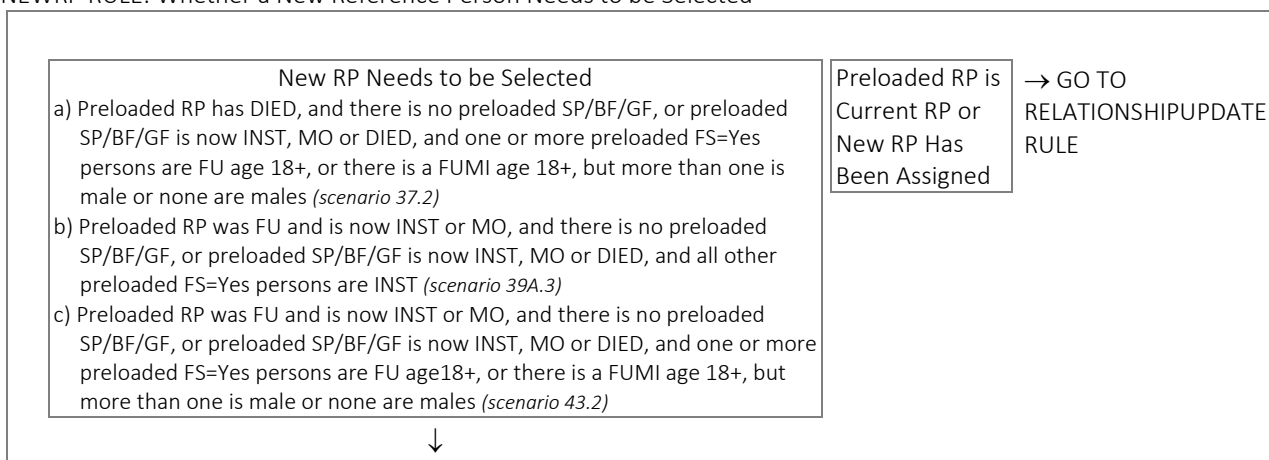 NEWRP RULE: Whether a New Reference Person Needs to be Selected
New RP Needs to be Selected
a) Preloaded RP has DIED, and there is no preloaded SP/BF/GF, or preloaded
SP/BF/GF is now INST, MO or DIED, and one or more preloaded FS=Yes
persons are FU age 18+, or there is a FUMI age 18+, but more than one is
male or none are males (scenario 37.2)
b) Preloaded RP was FU and is now INST or MO, and there is no preloaded
SP/BF/GF, or preloaded SP/BF/GF is now INST, MO or DIED, and all other
preloaded FS=Yes persons are INST (scenario 39A.3)
c) Preloaded RP was FU and is now INST or MO, and there is no preloaded
SP/BF/GF, or preloaded SP/BF/GF is now INST, MO or DIED, and one or more
preloaded FS=Yes persons are FU age18+, or there is a FUMI age 18+, but
more than one is male or none are males (scenario 43.2)
↓
Preloaded RP is
Current RP or
New RP Has
Been Assigned
→ GO TO
RELATIONSHIPUPDATE
RULE